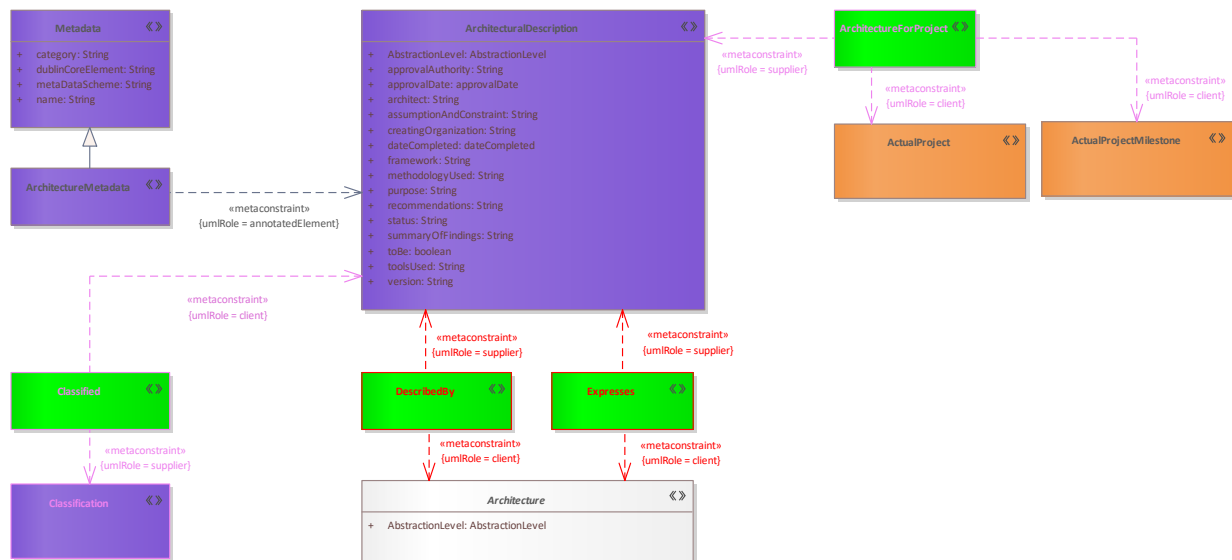 Metadata
+ category: String
+ dublinCoreElement: String
+ metaDataScheme: String
+ name: String
ArchitectureMetadata
«metaconstraint»
{umlRole = annotatedElement}
ArchitecturalDescription
+ AbstractionLevel: AbstractionLevel
+ approvalAuthority: String
+ approvalDate: approvalDate
+ architect: String
+ assumptionAndConstraint: String
+ creatingOrganization: String
+ dateCompleted: dateCompleted
+ framework: String
+ methodologyUsed: String
+ purpose: String
+ recommendations: String
+ status: String
+ summaryOfFindings: String
+ toBe: boolean
+ toolsUsed: String
+ version: String
«metaconstraint»
{umlRole = supplier}
ArchitectureForProject
«metaconstraint»
{umlRole = client}
«metaconstraint»
{umlRole = client}
ActualProject
ActualProjectMilestone
«metaconstraint»
{umlRole = client}
«metaconstraint»
{umlRole = supplier}
«metaconstraint»
{umlRole = supplier}
Classified
DescribedBy
Expresses
«metaconstraint»
{umlRole = supplier}
«metaconstraint»
{umlRole = client}
«metaconstraint»
{umlRole = client}
Classification
Architecture
+ AbstractionLevel: AbstractionLevel